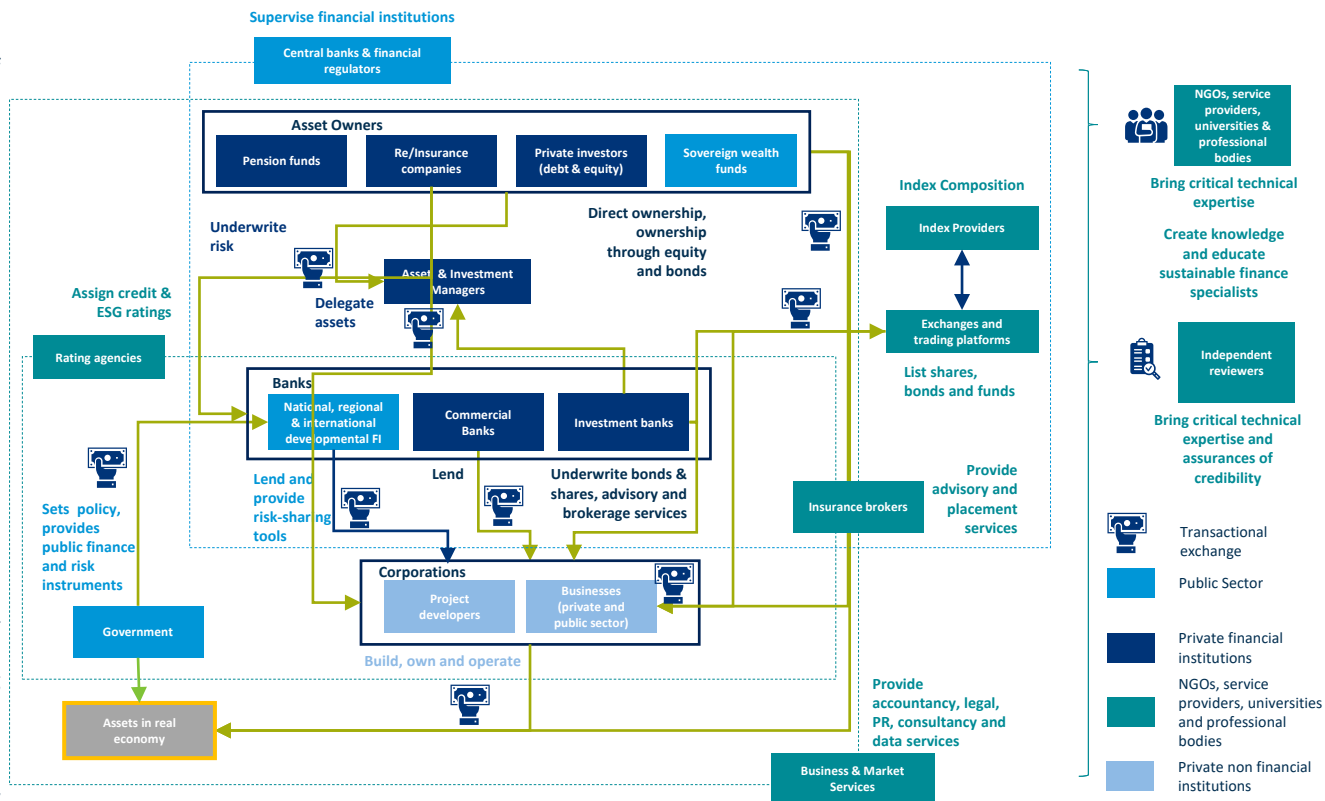 Supervise financial institutions
Central banks & financial
regulators
Asset Owners
Pension funds
Re/Insurance
companies
Private investors
(debt & equity)
Sovereign wealth
funds
Underwrite
risk
Direct ownership,
ownership
through equity
and bonds
Asset & Investment
Managers
Delegate
assets
Assign credit &
ESG ratings
Rating agencies
Index Composition
Index Providers
Exchanges and
trading platforms
List shares,
bonds and funds
Banks
National, regional
& international
developmental FI
Commercial
Banks
Investment banks
Lend and
provide
risk-sharing
tools
Lend
Underwrite bonds &
shares, advisory and
brokerage services
Insurance brokers
Provide
advisory and
placement
services
Sets policy,
provides
public finance
and risk
instruments
Government
Corporations
Project
developers
Businesses
(private and
public sector)
Build, own and operate
Assets in real
economy
Provide
accountancy, legal,
PR, consultancy and
data services
Business & Market
Services
NGOs, service
providers,
universities &
professional
bodies
Bring critical technical
expertise
Create knowledge
and educate
sustainable finance
specialists
Independent
reviewers
Bring critical technical
expertise and
assurances of
credibility
Transactional
exchange
Public Sector
Private financial
institutions
NGOs, service
providers, universities
and professional
bodies
Private non financial
institutions